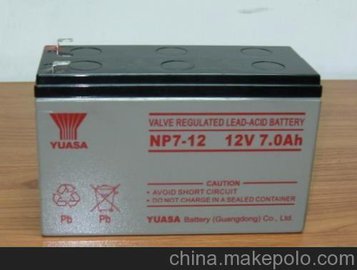 VALVE REGULATED LEAD-ACID BATTERY
YUASA
NP7-12 12V 7.0Ah
CAUTION :
• AVOID SHORT CIRCUIT
• DO NOT CHARGE IN A SEALED CONTAINER
Pb Pb
YUASA Battery (Guangdong) Co., Ltd.
china.makepolo.com